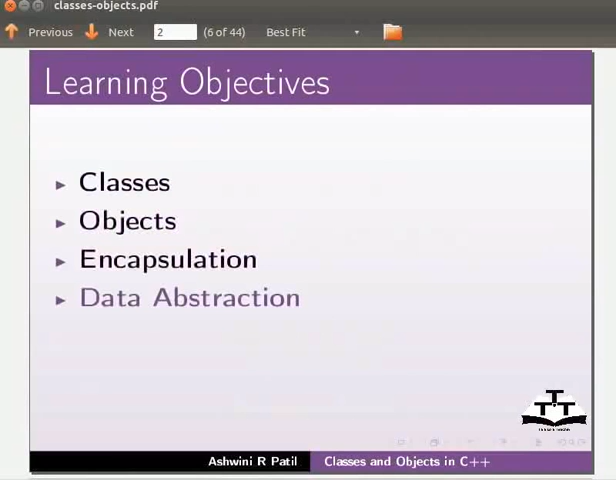 classes-objects.pdf
Previous Next 2 (6 of 44) Best Fit
Learning Objectives
Classes
Objects
Encapsulation
Data Abstraction
Ashwini R Patil Classes and Objects in C++